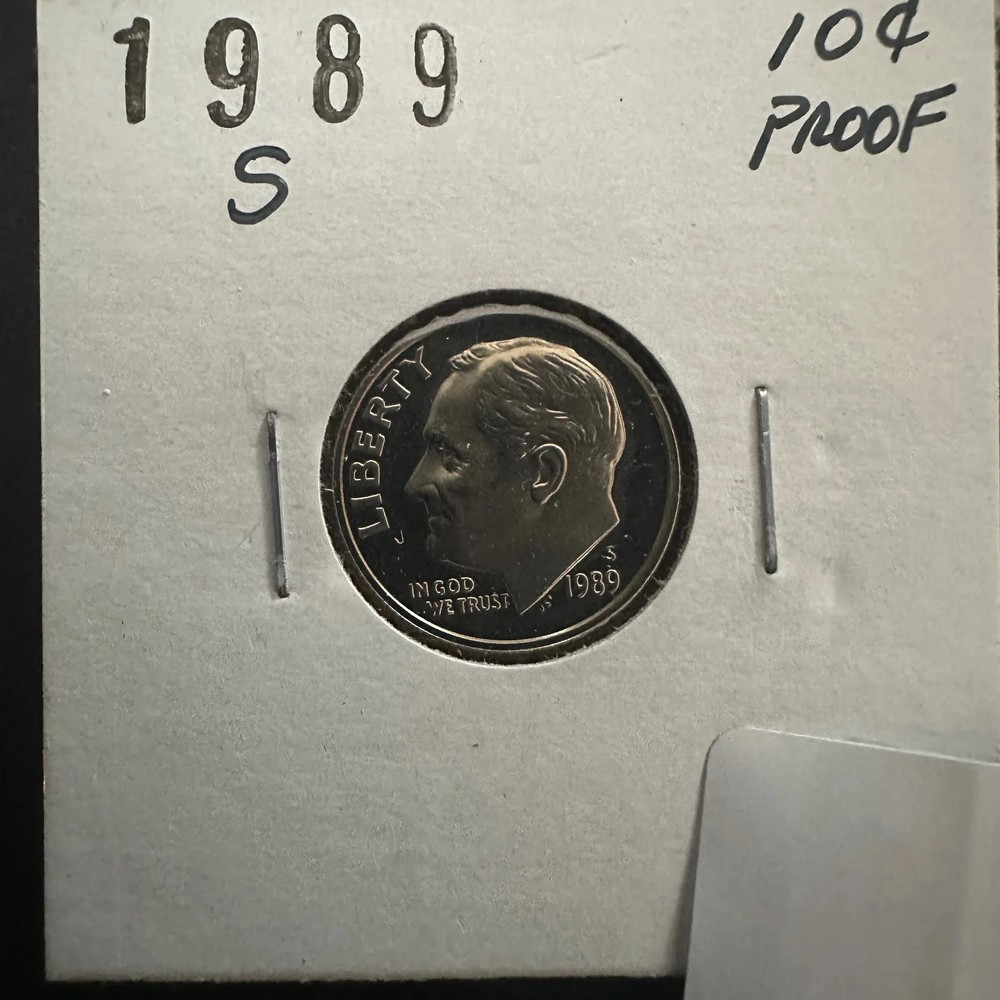 1989
S
10¢
PROOF
LIBERTY
IN GOD
WE TRUST
S
1989